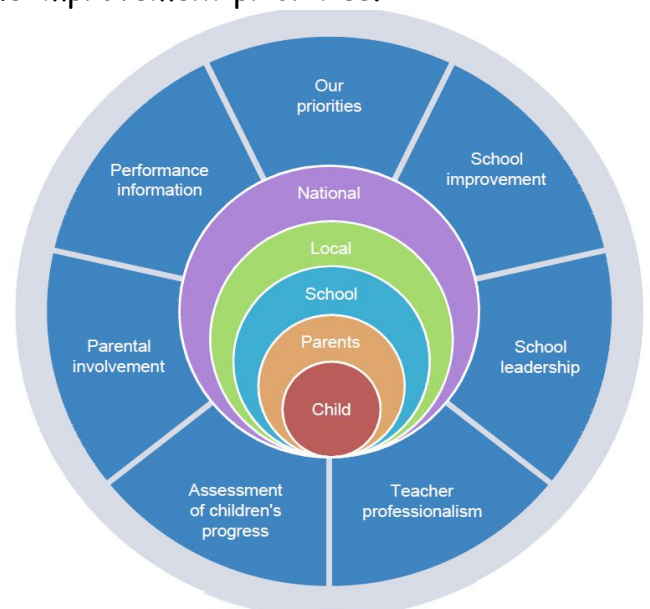 Our
priorities
School
improvement
School
leadership
Teacher
professionalism
Assessment
of children's
progress
Parental
involvement
Performance
information
National
Local
School
Parents
Child